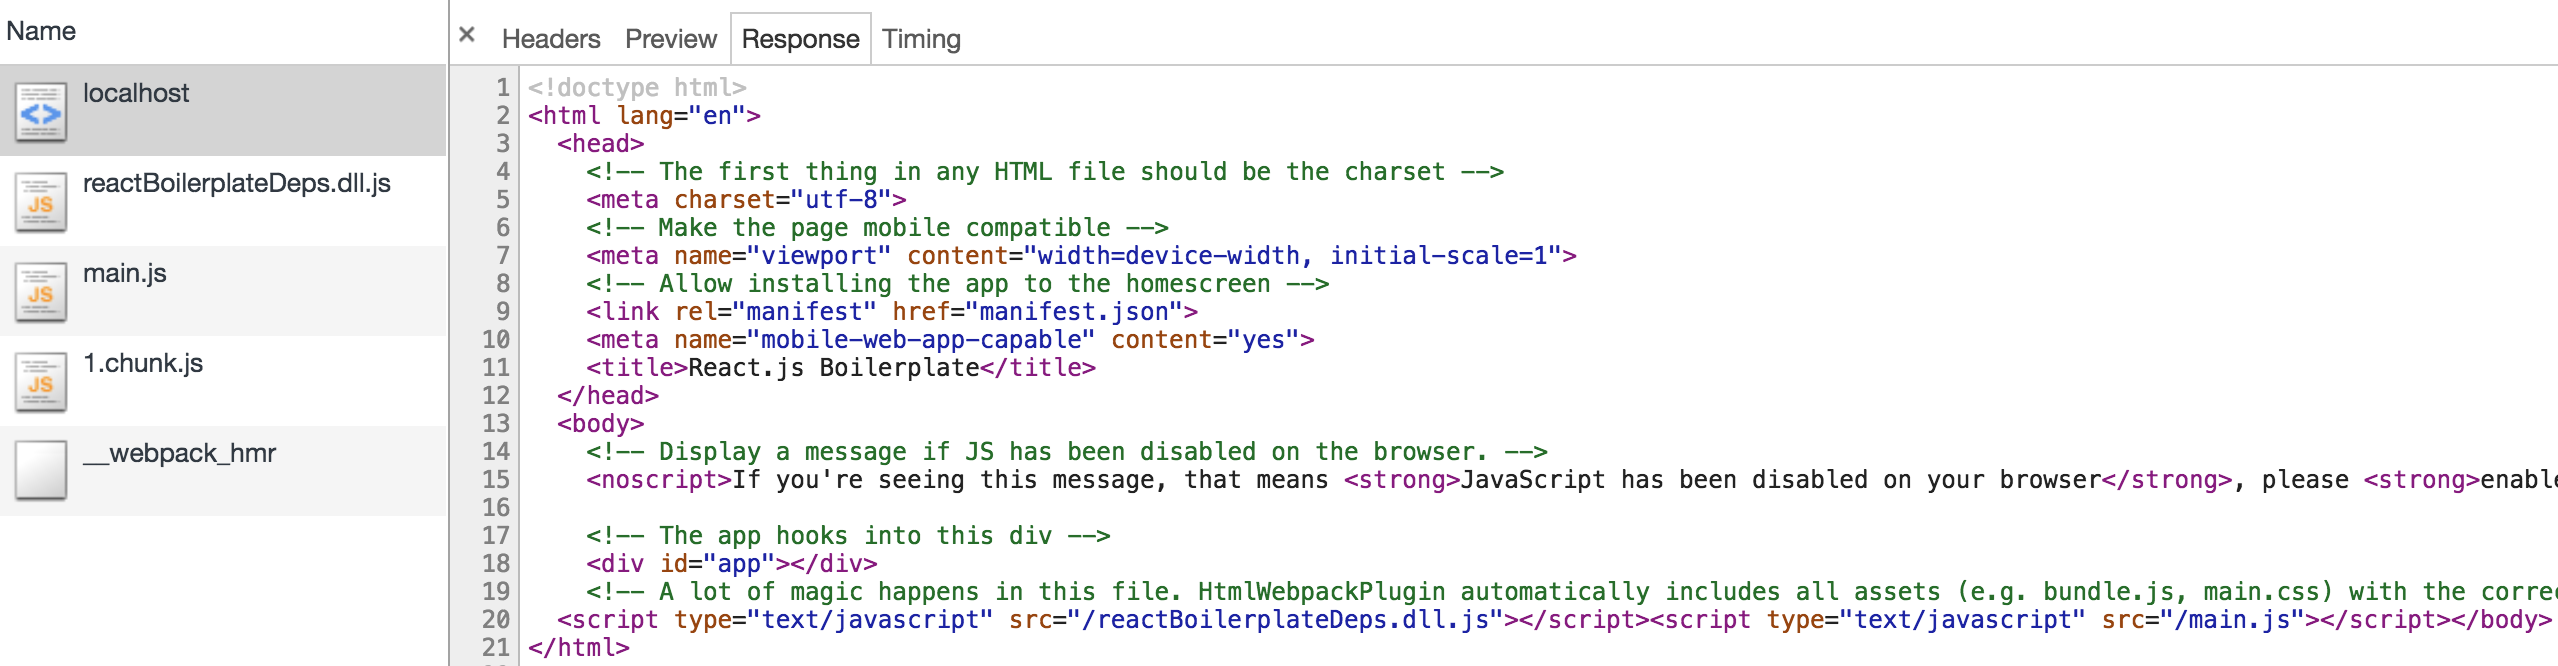 Name
localhost
<>
reactBoilerplateDeps.dll.js
JS
main.js
JS
1.chunk.js
JS
__webpack_hmr
× Headers Preview Response Timing
1 <!doctype html>
2 <html lang="en">
3   <head>
4     <!-- The first thing in any HTML file should be the charset -->
5     <meta charset="utf-8">
6     <!-- Make the page mobile compatible -->
7     <meta name="viewport" content="width=device-width, initial-scale=1">
8     <!-- Allow installing the app to the homescreen -->
9     <link rel="manifest" href="manifest.json">
10     <meta name="mobile-web-app-capable" content="yes">
11     <title>React.js Boilerplate</title>
12   </head>
13   <body>
14     <!-- Display a message if JS has been disabled on the browser. -->
15     <noscript>If you're seeing this message, that means <strong>JavaScript has been disabled on your browser</strong>, please <strong>enabl
16
17     <!-- The app hooks into this div -->
18     <div id="app"></div>
19     <!-- A lot of magic happens in this file. HtmlWebpackPlugin automatically includes all assets (e.g. bundle.js, main.css) with the corre
20   <script type="text/javascript" src="/reactBoilerplateDeps.dll.js"></script><script type="text/javascript" src="/main.js"></script></body>
21 </html>